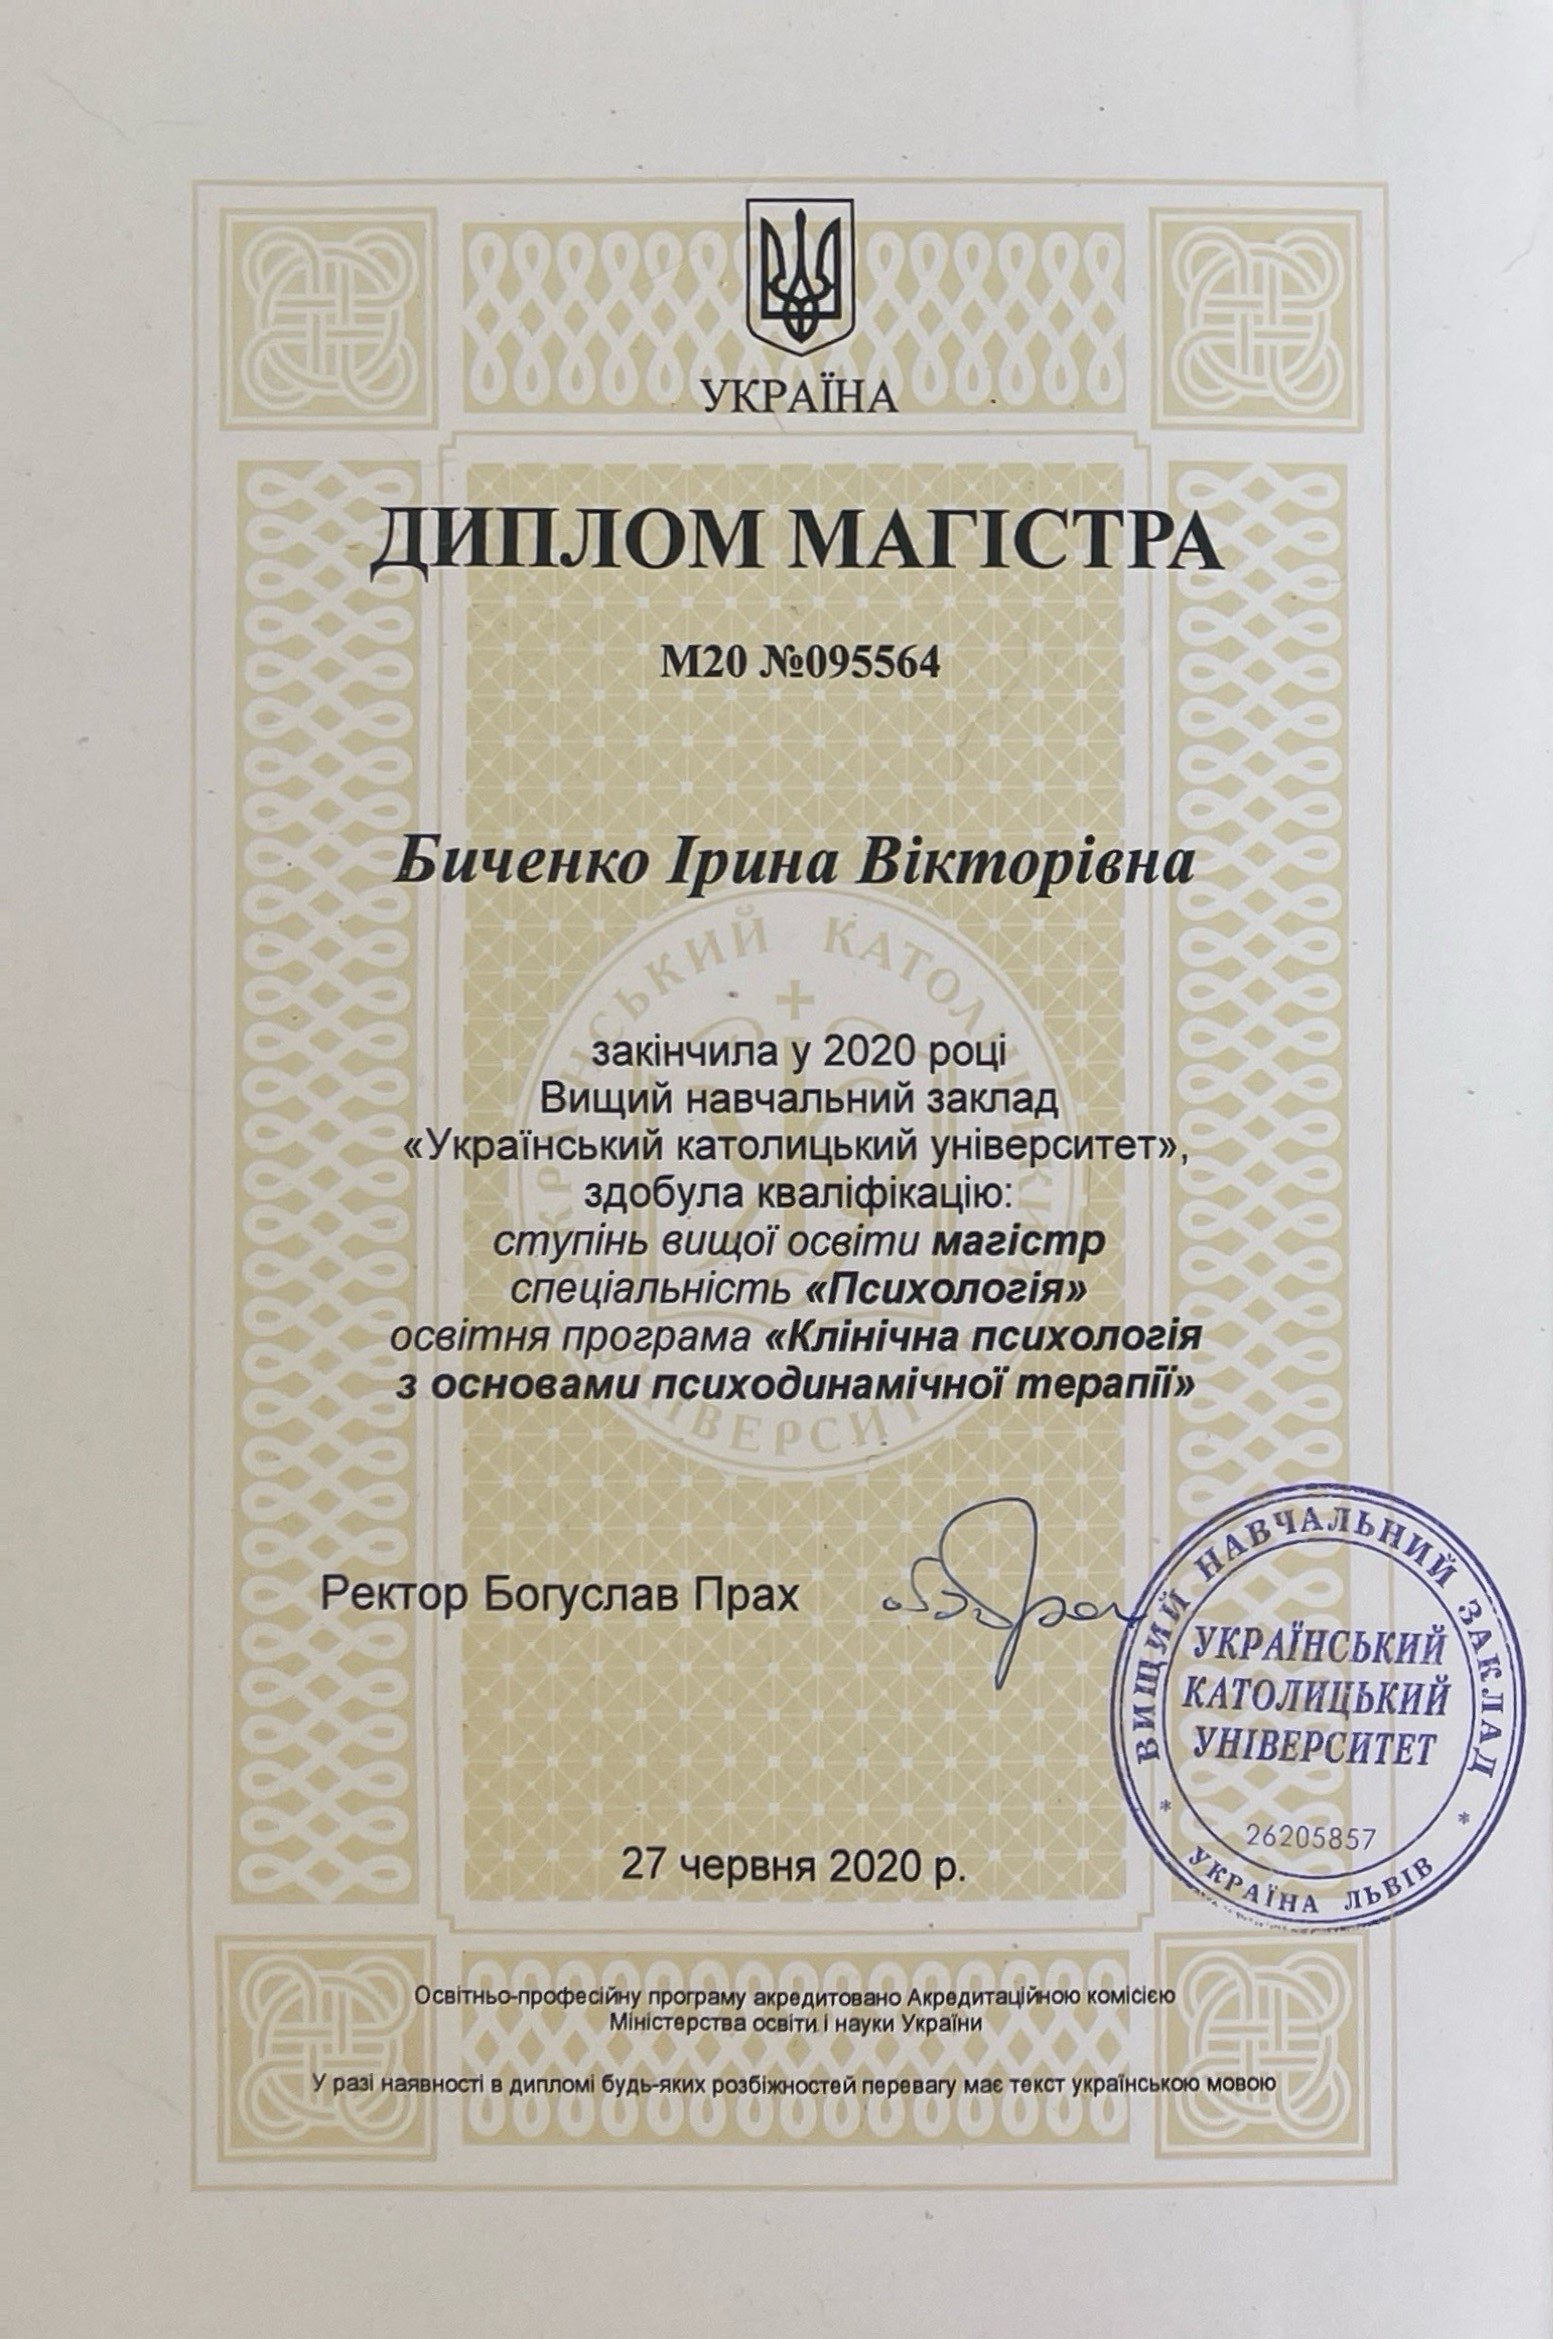 УКРАЇНА
ДИПЛОМ МАГІСТРА
М20 №095564
Биченко Ірина Вікторівна
УКРАЇНСЬКИЙ КАТОЛИЦЬКИЙ УНІВЕРСИТЕТ
закінчила у 2020 році
Вищий навчальний заклад
«Український католицький університет»,
здобула кваліфікацію:
ступінь вищої освіти магістр
спеціальність «Психологія»
освітня програма «Клінічна психологія
з основами психодинамічної терапії»
Ректор Богуслав Прах
ВИЩИЙ НАВЧАЛЬНИЙ ЗАКЛАД
УКРАЇНСЬКИЙ
КАТОЛИЦЬКИЙ
УНІВЕРСИТЕТ
26205857
* УКРАЇНА ЛЬВІВ *
27 червня 2020 р.
Освітньо-професійну програму акредитовано Акредитаційною комісією
Міністерства освіти і науки України
У разі наявності в дипломі будь-яких розбіжностей перевагу має текст українською мовою